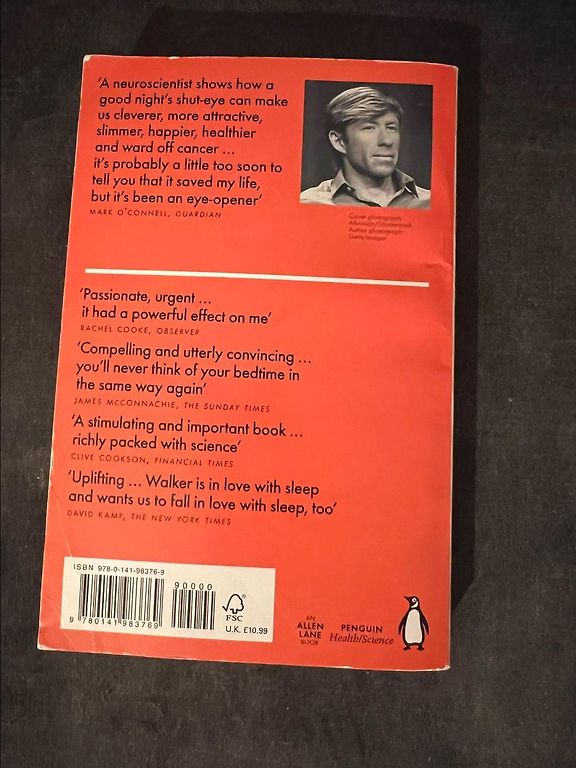 ‘A neuroscientist shows how a
good night’s shut-eye can make
us cleverer, more attractive,
slimmer, happier, healthier
and ward off cancer ...
it’s probably a little too soon to
tell you that it saved my life,
but it’s been an eye-opener’
MARK O’CONNELL, GUARDIAN
Cover photograph:
Afkenida/Shutterstock.
Author photograph:
Getty Images
‘Passionate, urgent ...
it had a powerful effect on me’
RACHEL COOKE, OBSERVER
‘Compelling and utterly convincing ...
you’ll never think of your bedtime in
the same way again’
JAMES McCONNACHIE, THE SUNDAY TIMES
‘A stimulating and important book ...
richly packed with science’
CLIVE COOKSON, FINANCIAL TIMES
‘Uplifting ... Walker is in love with sleep
and wants us to fall in love with sleep, too’
DAVID KAMP, THE NEW YORK TIMES
ISBN 978-0-141-98376-9
90000
9 780141 983769
FSC
U.K. £10.99
AN
ALLEN
LANE
BOOK
PENGUIN
Health/Science